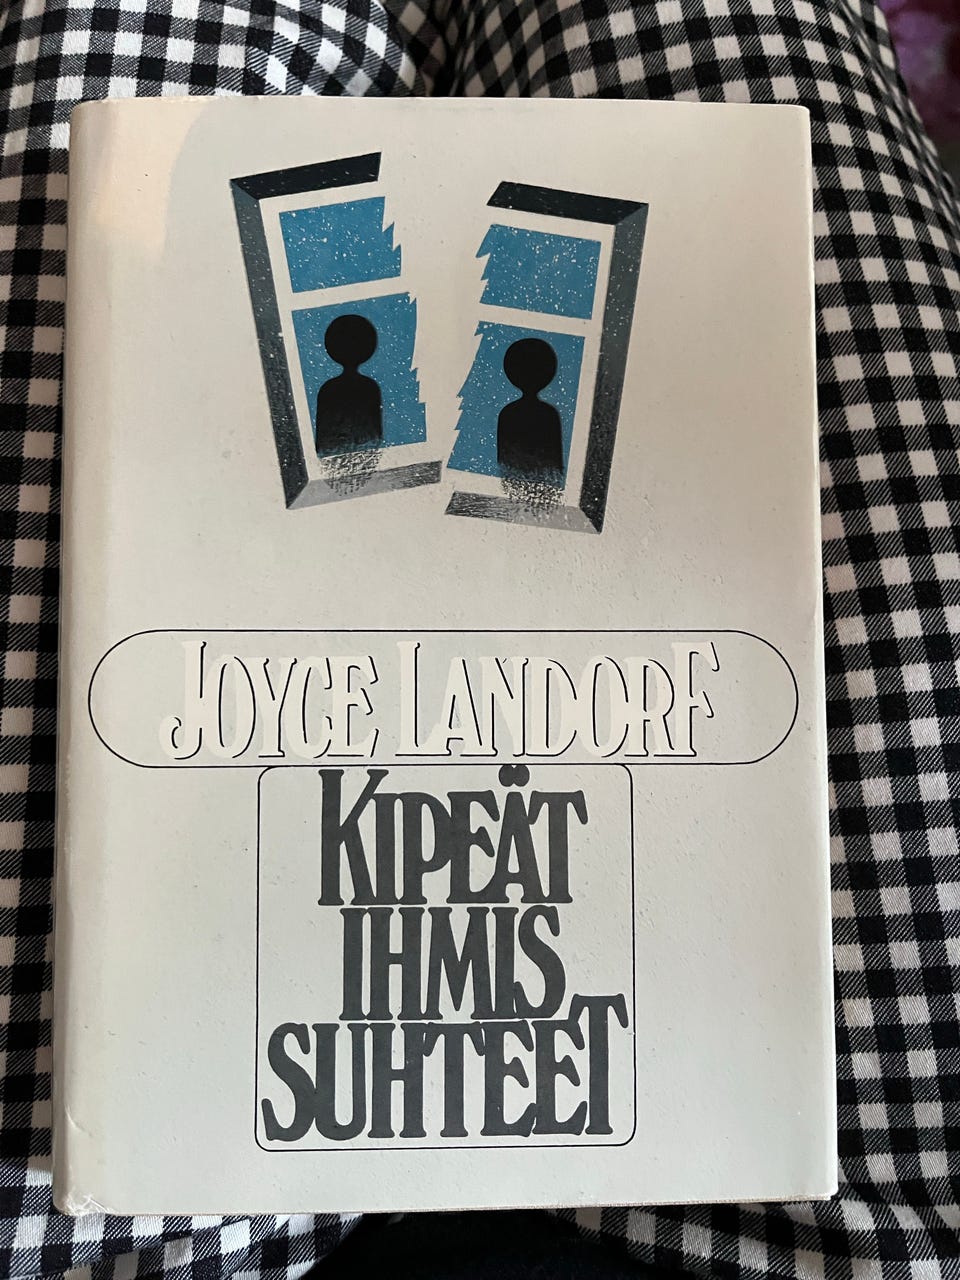 JOYCE LANDORF
KIPEÄT
IHMIS
SUHTEET